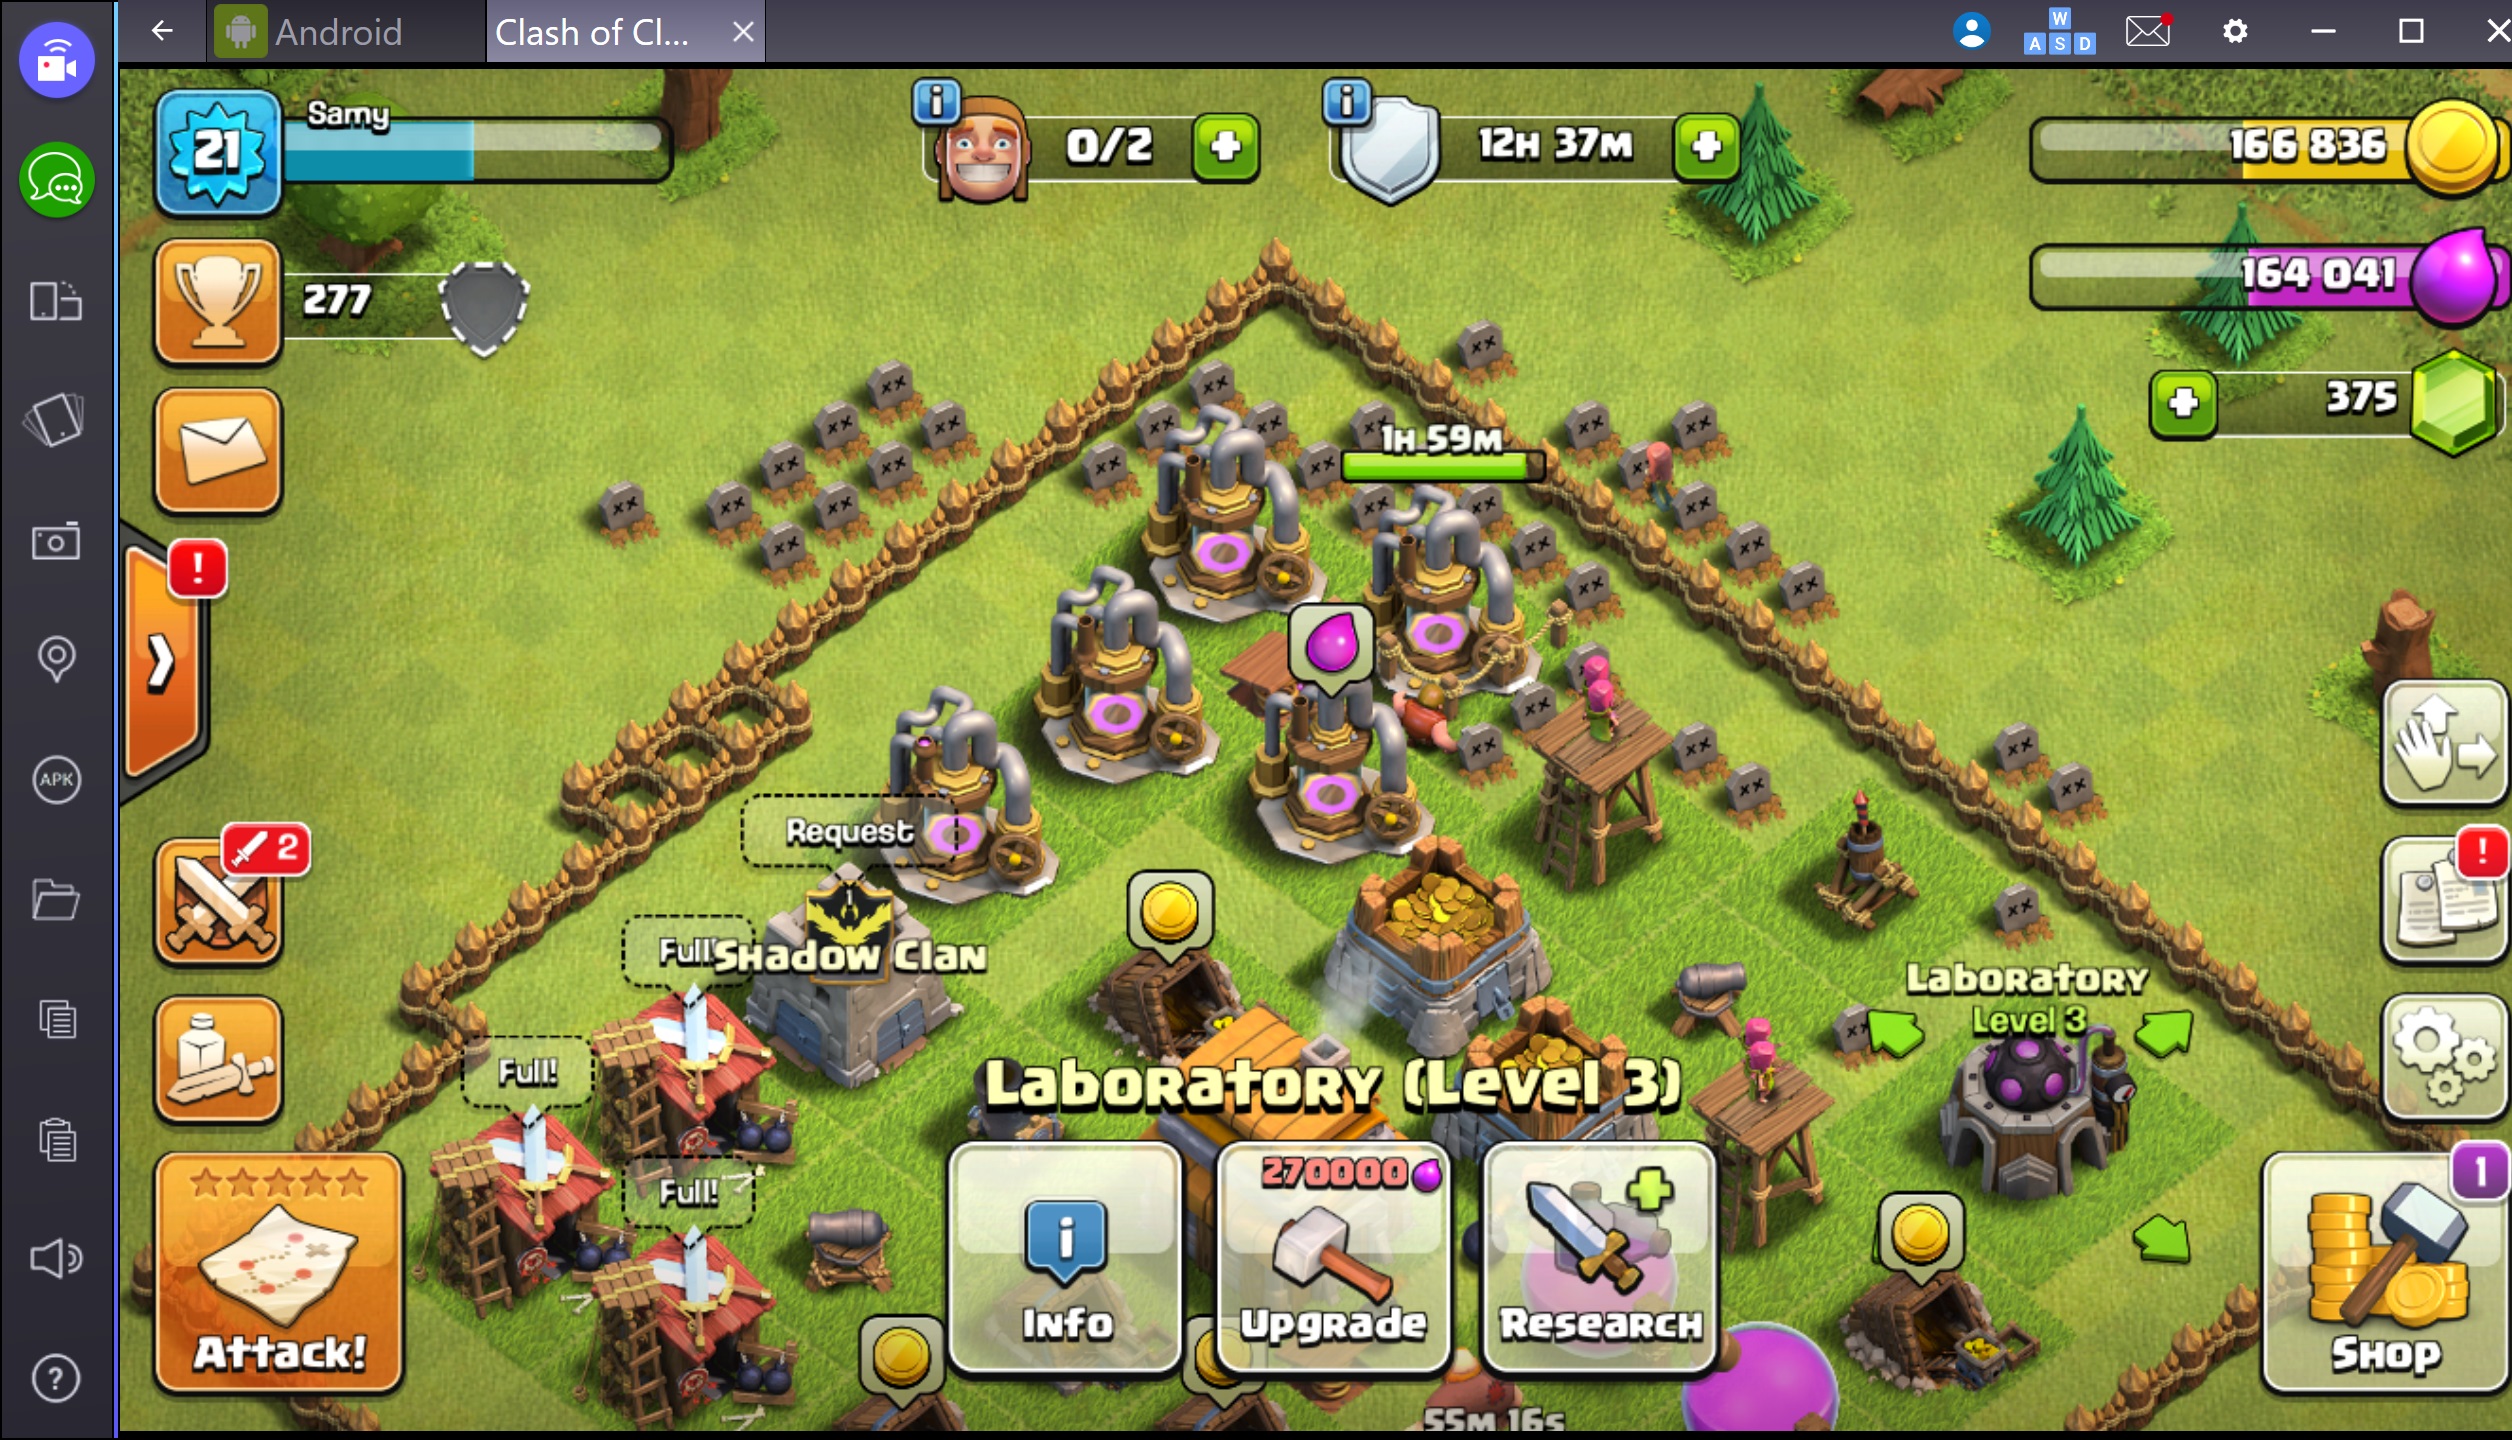 Android
Clash of Cl...
W
A S D
21
Samy
0/2
12H 37M
166 836
277
164 041
375
1H 59M
!
APK
Request
2
!
Full!
Shadow Clan
Laboratory
Level 3
Full!
Laboratory (Level 3)
Full!
270000
1
Info
Upgrade
Research
Attack!
Shop
55M 16S